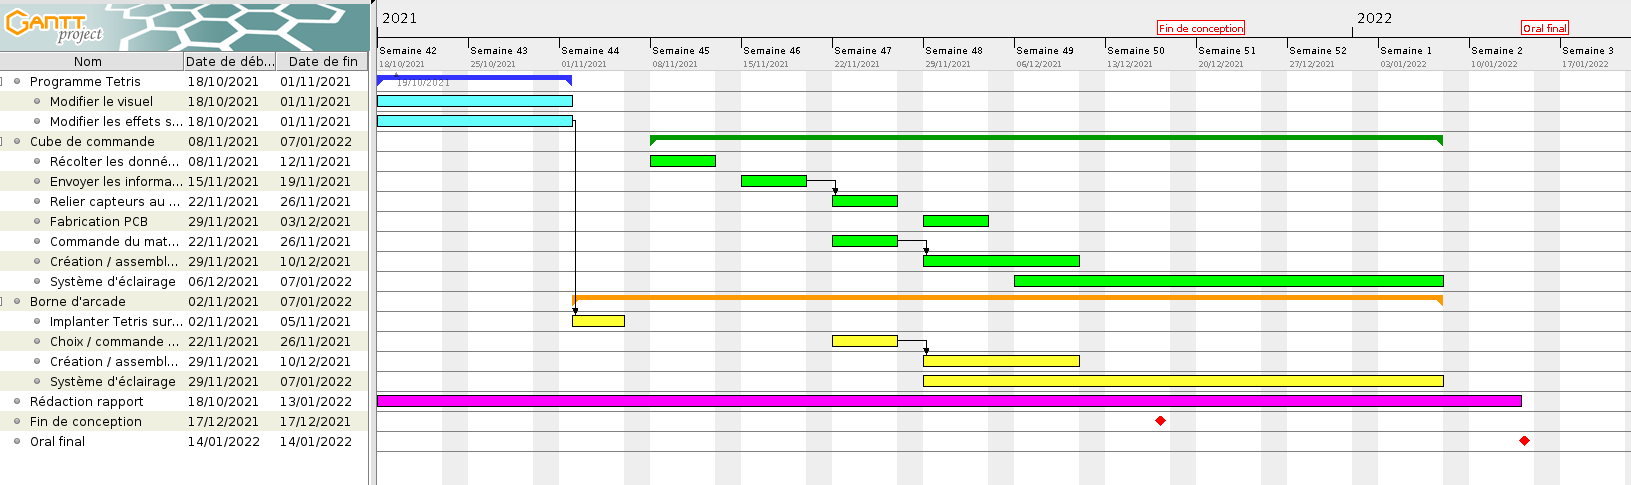 GANTT
project
2021
2022
Fin de conception
Oral final
Semaine 42 Semaine 43 Semaine 44 Semaine 45 Semaine 46 Semaine 47 Semaine 48 Semaine 49 Semaine 50 Semaine 51 Semaine 52 Semaine 1 Semaine 2 Semaine 3
18/10/2021 25/10/2021 01/11/2021 08/11/2021 15/11/2021 22/11/2021 29/11/2021 06/12/2021 13/12/2021 20/12/2021 27/12/2021 03/01/2022 10/01/2022 17/01/2022
Nom Date de déb... Date de fin
Programme Tetris 18/10/2021 01/11/2021 19/10/2021
Modifier le visuel 18/10/2021 01/11/2021
Modifier les effets s... 18/10/2021 01/11/2021
Cube de commande 08/11/2021 07/01/2022
Récolter les donné... 08/11/2021 12/11/2021
Envoyer les informa... 15/11/2021 19/11/2021
Relier capteurs au ... 22/11/2021 26/11/2021
Fabrication PCB 29/11/2021 03/12/2021
Commande du mat... 22/11/2021 26/11/2021
Création / assembl... 29/11/2021 10/12/2021
Système d'éclairage 06/12/2021 07/01/2022
Borne d'arcade 02/11/2021 07/01/2022
Implanter Tetris sur... 02/11/2021 05/11/2021
Choix / commande ... 22/11/2021 26/11/2021
Création / assembl... 29/11/2021 10/12/2021
Système d'éclairage 29/11/2021 07/01/2022
Rédaction rapport 18/10/2021 13/01/2022
Fin de conception 17/12/2021 17/12/2021
Oral final 14/01/2022 14/01/2022